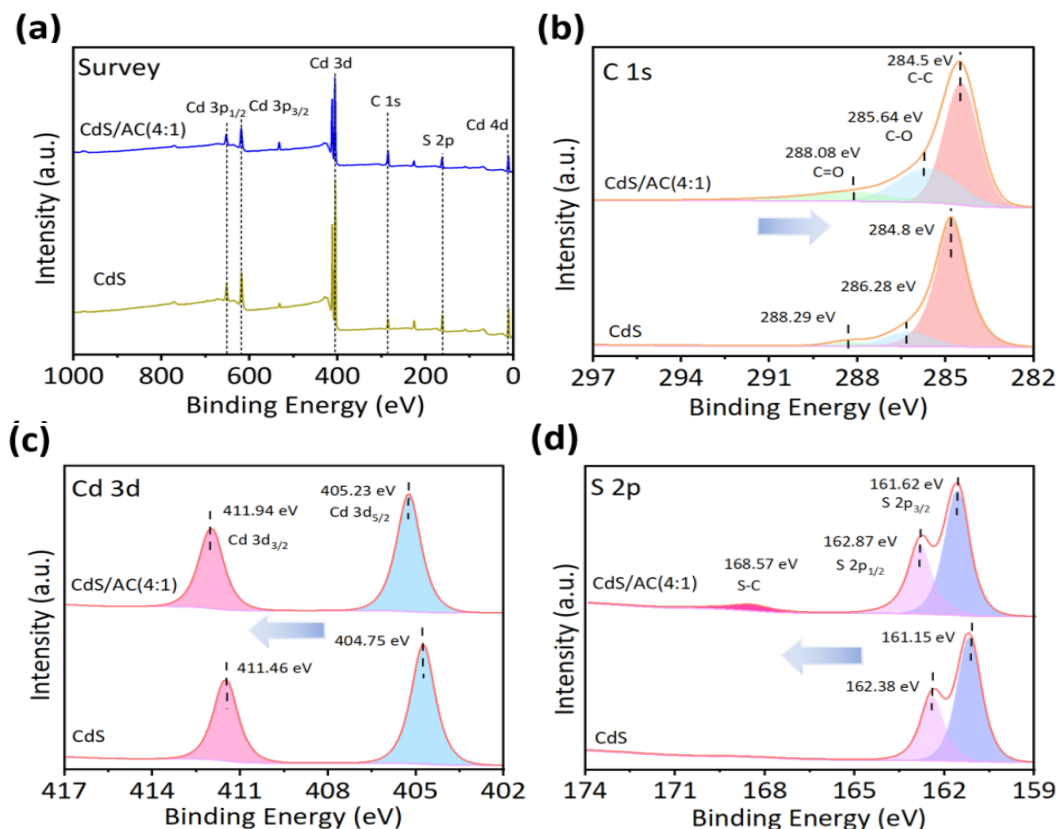 (a)
Survey
Cd 3d
Cd 3p1/2
Cd 3p3/2
C 1s
S 2p
Cd 4d
CdS/AC(4:1)
CdS
Intensity (a.u.)
1000
800
600
400
200
0
Binding Energy (eV)
(b)
C 1s
284.5 eV
C-C
285.64 eV
C-O
288.08 eV
C=O
CdS/AC(4:1)
284.8 eV
286.28 eV
288.29 eV
CdS
Intensity (a.u.)
297
294
291
288
285
282
Binding Energy (eV)
(c)
Cd 3d
405.23 eV
Cd 3d5/2
411.94 eV
Cd 3d3/2
CdS/AC(4:1)
404.75 eV
411.46 eV
CdS
Intensity (a.u.)
417
414
411
408
405
402
Binding Energy (eV)
(d)
S 2p
161.62 eV
S 2p3/2
162.87 eV
S 2p1/2
168.57 eV
S-C
CdS/AC(4:1)
161.15 eV
162.38 eV
CdS
Intensity (a.u.)
174
171
168
165
162
159
Binding Energy (eV)